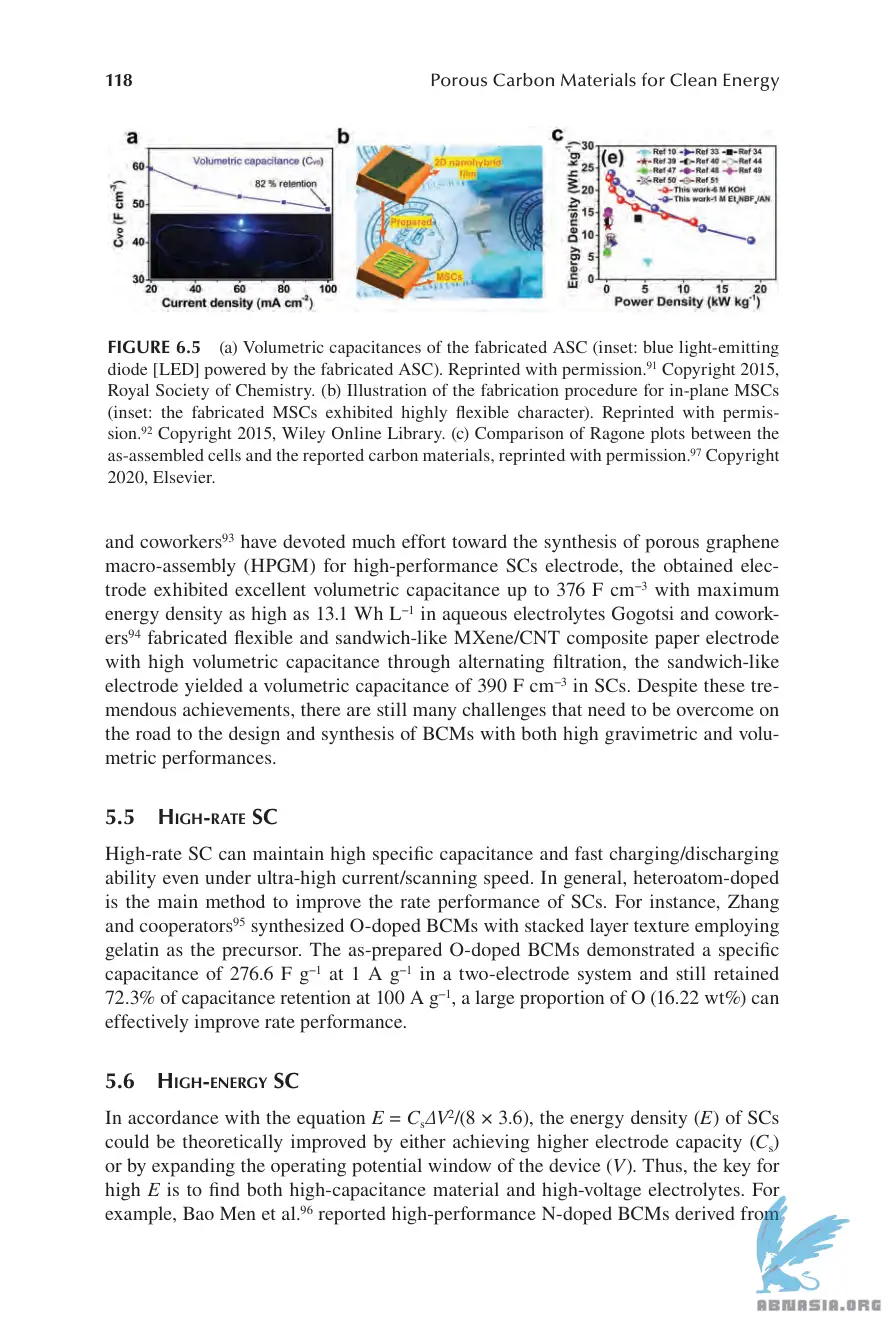 118 Porous Carbon Materials for Clean Energy
a
Volumetric capacitance (Cvo)
82 % retention
60
50
40
30
Cvo (F cm-3)
20 40 60 80 100
Current density (mA cm-2)
b
2D nanohybrid
film
Prepared
MSCs
c
(e)
Ref 10 Ref 33 Ref 34
Ref 39 Ref 40 Ref 44
Ref 47 Ref 48 Ref 49
Ref 50 Ref 51
This work-6 M KOH
This work-1 M Et4NBF4/AN
30
25
20
15
10
5
0
Energy Density (Wh kg-1)
0 5 10 15 20
Power Density (kW kg-1)
FIGURE 6.5 (a) Volumetric capacitances of the fabricated ASC (inset: blue light-emitting
diode [LED] powered by the fabricated ASC). Reprinted with permission.91 Copyright 2015,
Royal Society of Chemistry. (b) Illustration of the fabrication procedure for in-plane MSCs
(inset: the fabricated MSCs exhibited highly flexible character). Reprinted with permis-
sion.92 Copyright 2015, Wiley Online Library. (c) Comparison of Ragone plots between the
as-assembled cells and the reported carbon materials, reprinted with permission.97 Copyright
2020, Elsevier.
and coworkers93 have devoted much effort toward the synthesis of porous graphene
macro-assembly (HPGM) for high-performance SCs electrode, the obtained elec-
trode exhibited excellent volumetric capacitance up to 376 F cm−3 with maximum
energy density as high as 13.1 Wh L−1 in aqueous electrolytes Gogotsi and cowork-
ers94 fabricated flexible and sandwich-like MXene/CNT composite paper electrode
with high volumetric capacitance through alternating filtration, the sandwich-like
electrode yielded a volumetric capacitance of 390 F cm−3 in SCs. Despite these tre-
mendous achievements, there are still many challenges that need to be overcome on
the road to the design and synthesis of BCMs with both high gravimetric and volu-
metric performances.
5.5 High-rate SC
High-rate SC can maintain high specific capacitance and fast charging/discharging
ability even under ultra-high current/scanning speed. In general, heteroatom-doped
is the main method to improve the rate performance of SCs. For instance, Zhang
and cooperators95 synthesized O-doped BCMs with stacked layer texture employing
gelatin as the precursor. The as-prepared O-doped BCMs demonstrated a specific
capacitance of 276.6 F g−1 at 1 A g−1 in a two-electrode system and still retained
72.3% of capacitance retention at 100 A g−1, a large proportion of O (16.22 wt%) can
effectively improve rate performance.
5.6 High-energy SC
In accordance with the equation E = CsΔV2/(8 × 3.6), the energy density (E) of SCs
could be theoretically improved by either achieving higher electrode capacity (Cs)
or by expanding the operating potential window of the device (V). Thus, the key for
high E is to find both high-capacitance material and high-voltage electrolytes. For
example, Bao Men et al.96 reported high-performance N-doped BCMs derived from
ABNASIA.ORG